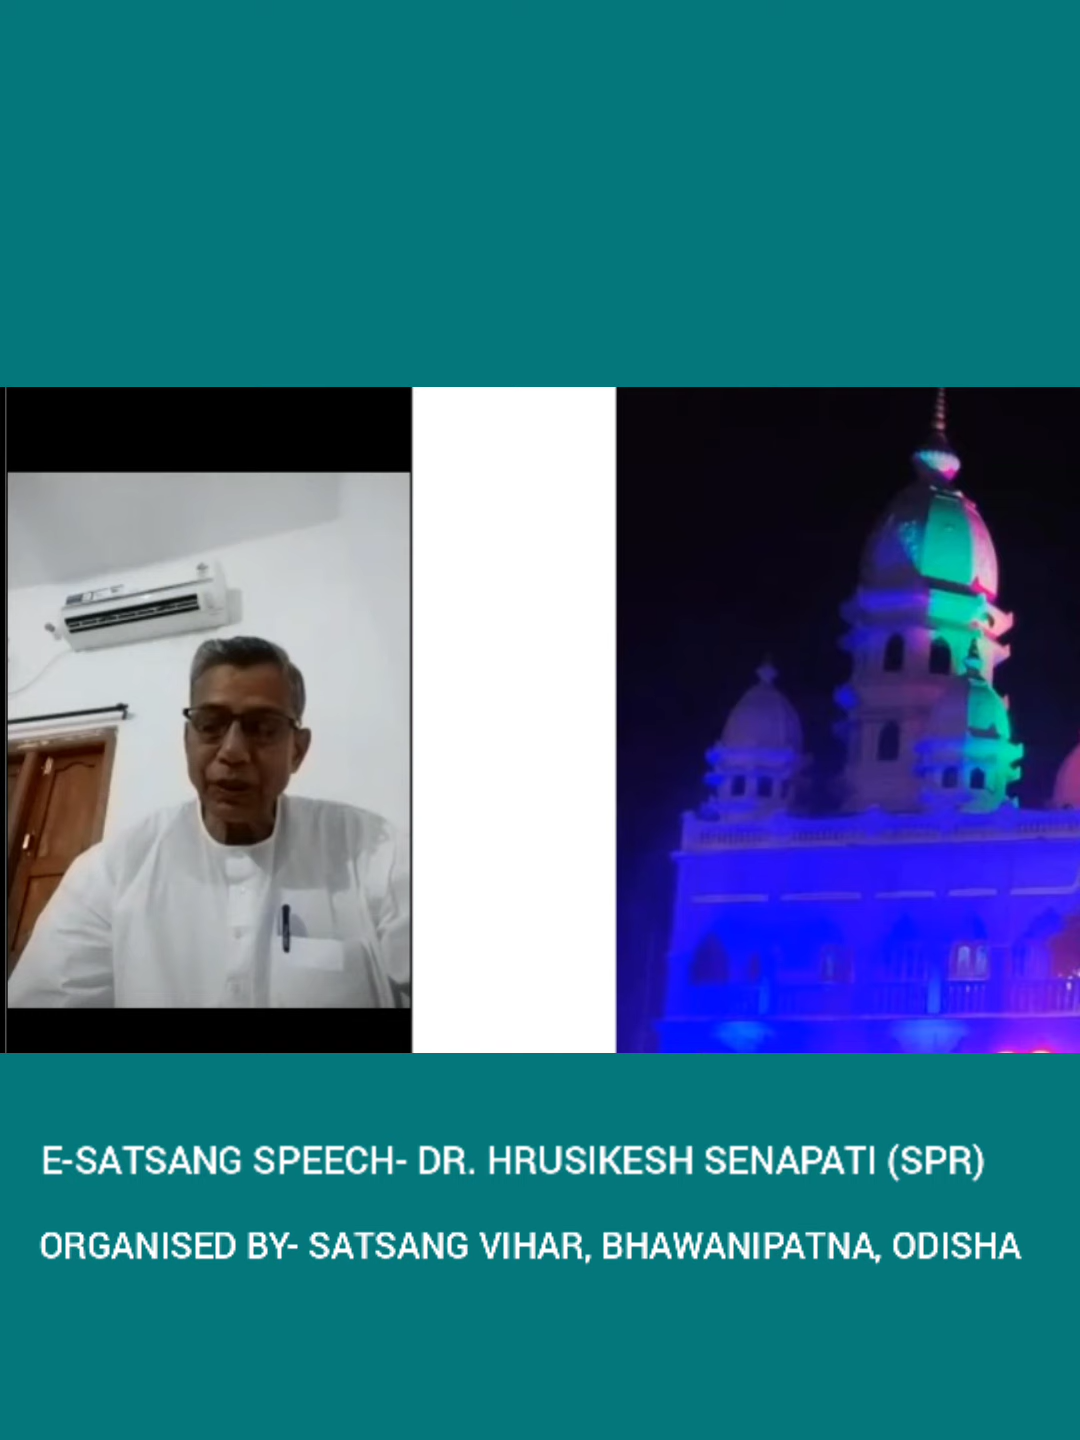 E-SATSANG SPEECH- DR. HRUSIKESH SENAPATI (SPR)
ORGANISED BY- SATSANG VIHAR, BHAWANIPATNA, ODISHA